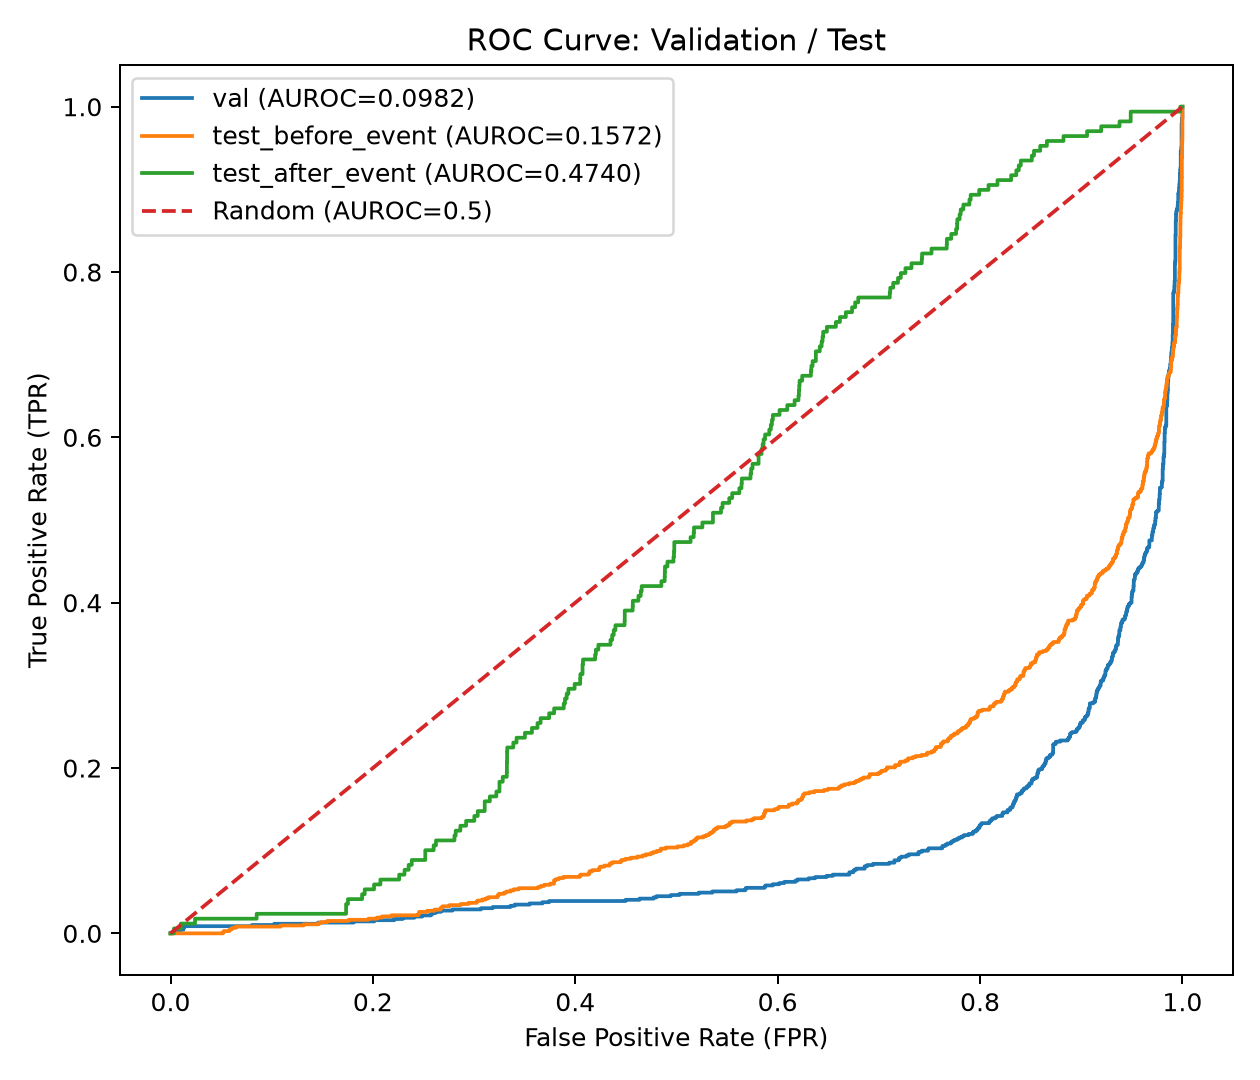 ROC Curve: Validation / Test
val (AUROC=0.0982)
test_before_event (AUROC=0.1572)
test_after_event (AUROC=0.4740)
Random (AUROC=0.5)
True Positive Rate (TPR)
1.0
0.8
0.6
0.4
0.2
0.0
0.0 0.2 0.4 0.6 0.8 1.0
False Positive Rate (FPR)